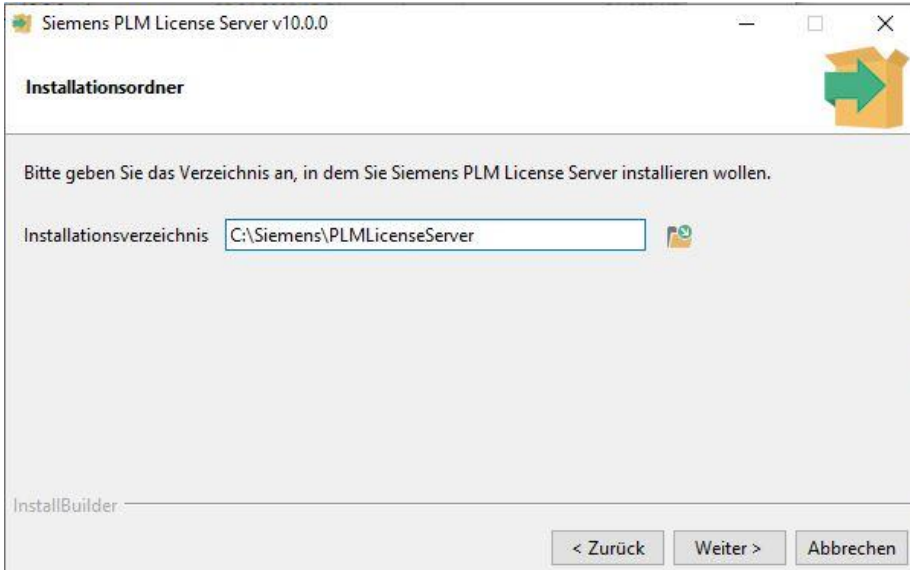 Siemens PLM License Server v10.0.0
Installationsordner
Bitte geben Sie das Verzeichnis an, in dem Sie Siemens PLM License Server installieren wollen.
Installationsverzeichnis C:\Siemens\PLMLicenseServer
InstallBuilder
< Zurück Weiter > Abbrechen